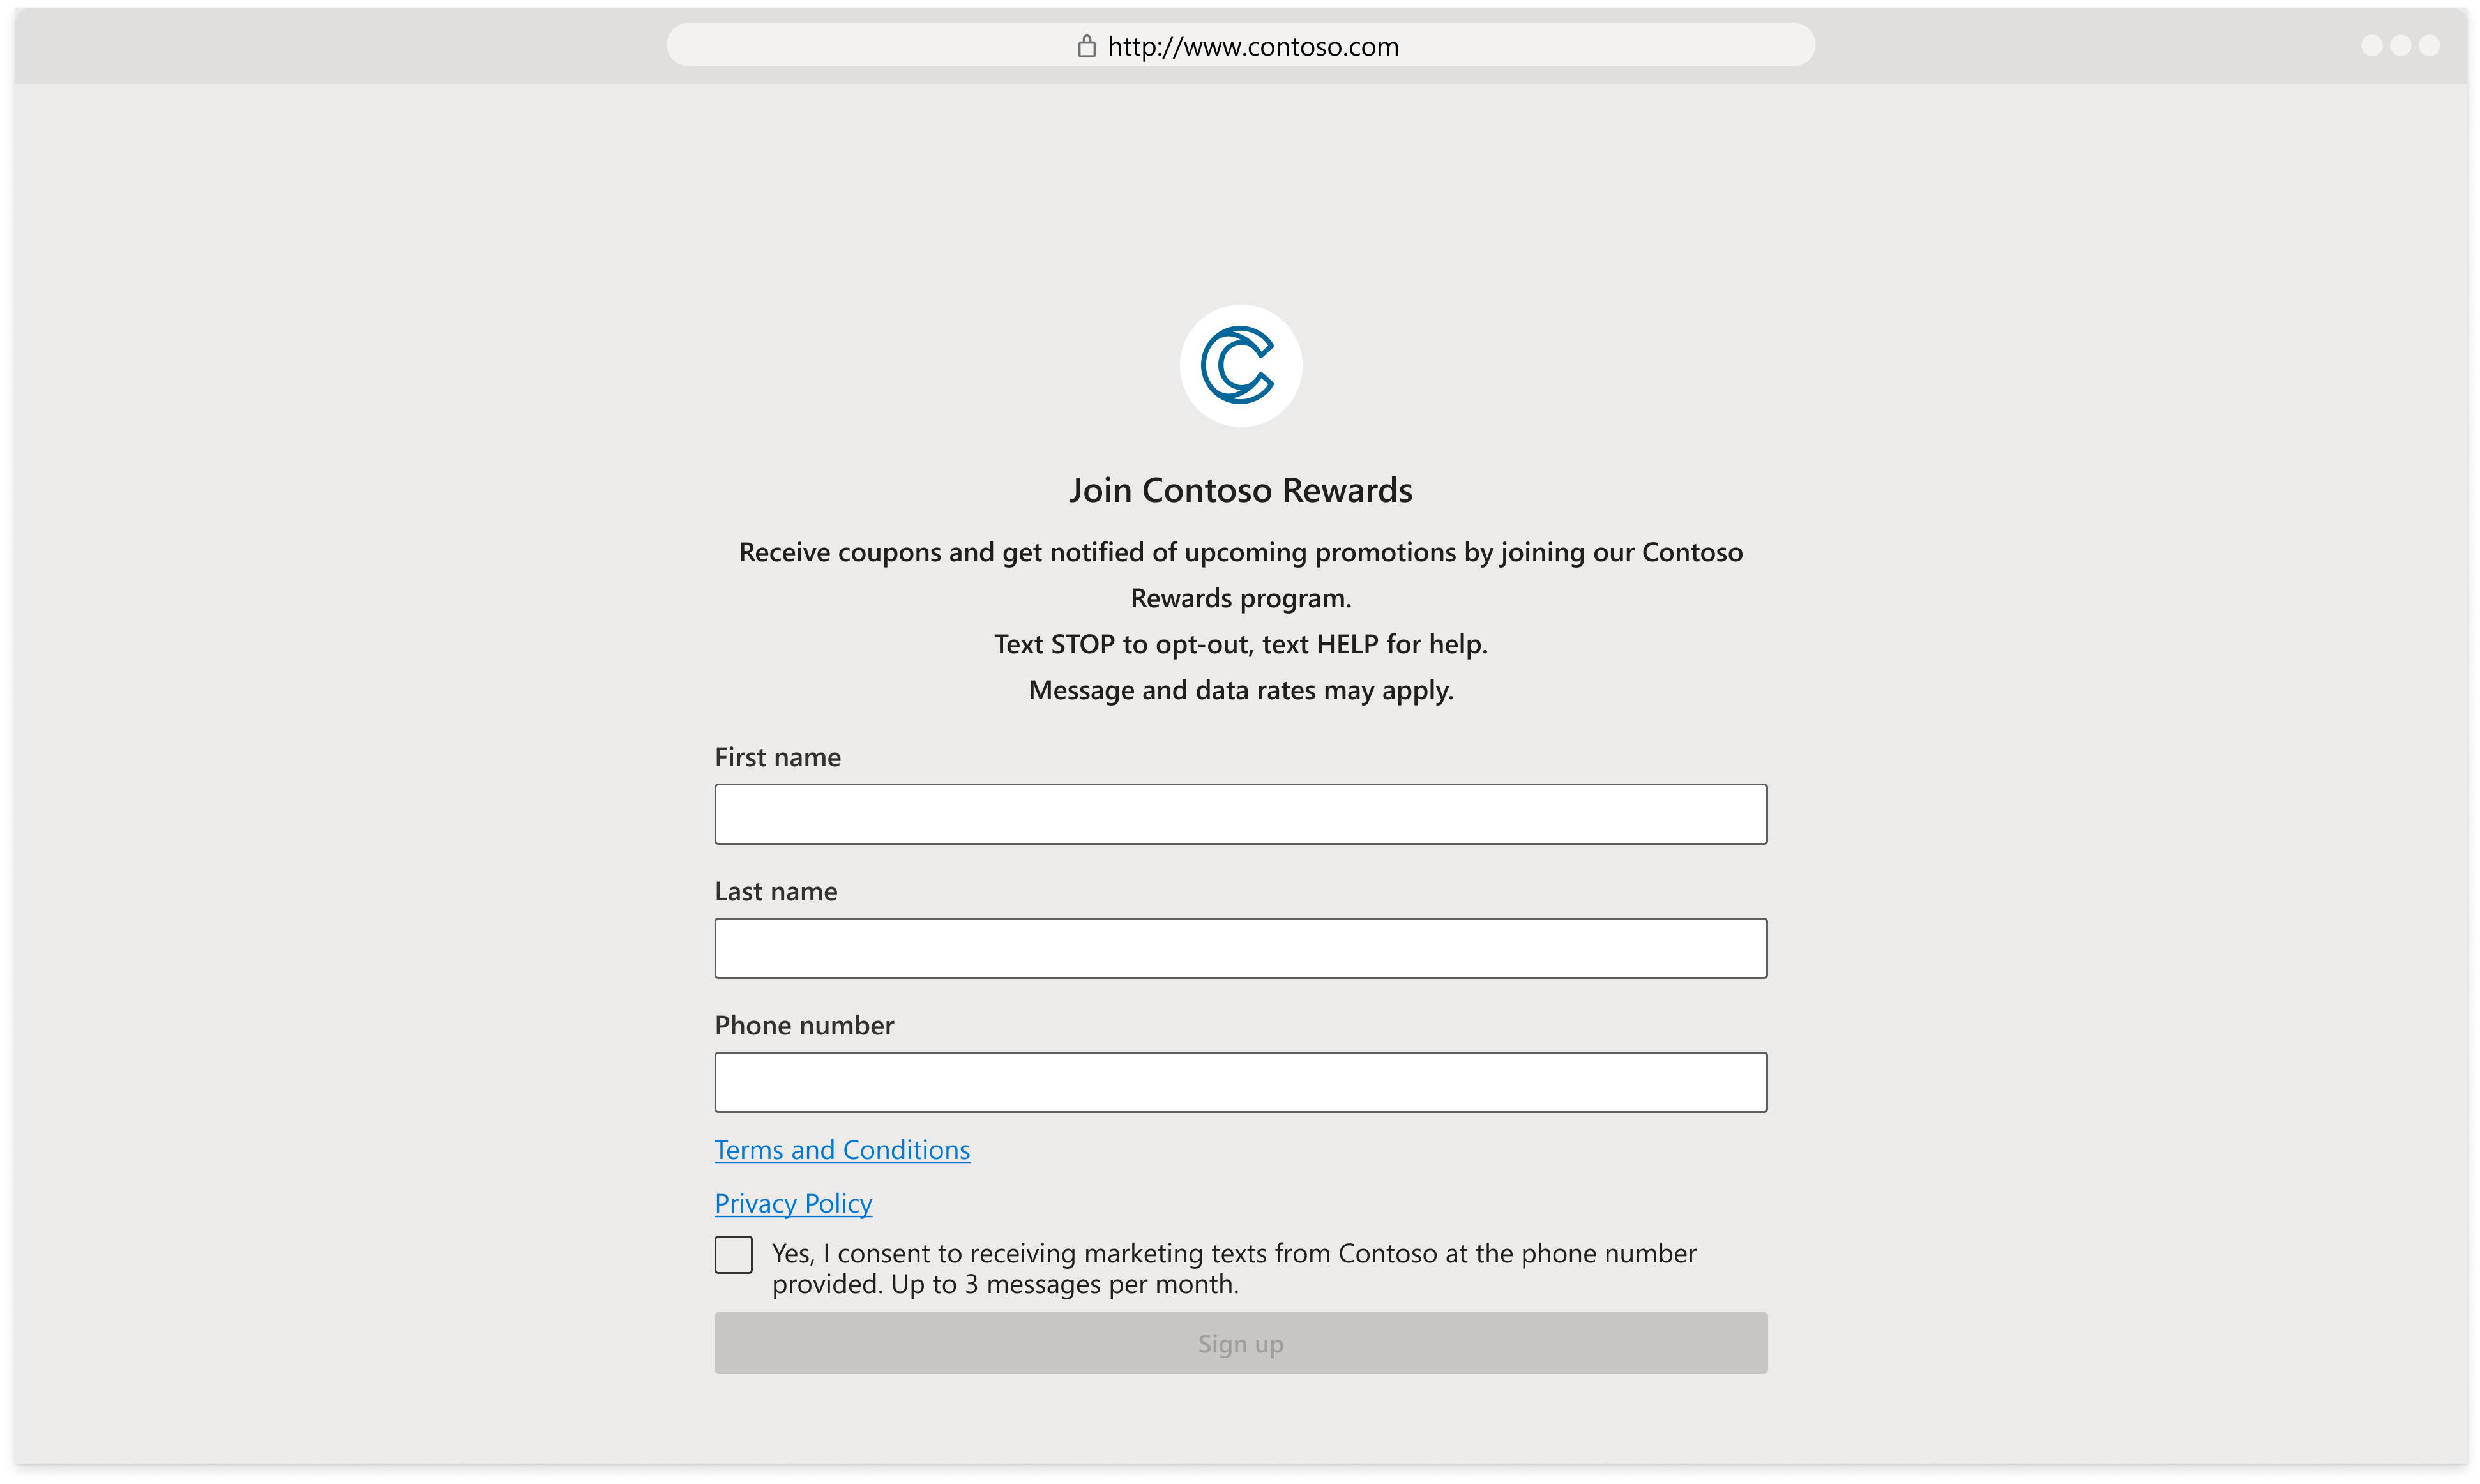 http://www.contoso.com
Join Contoso Rewards
Receive coupons and get notified of upcoming promotions by joining our Contoso
Rewards program.
Text STOP to opt-out, text HELP for help.
Message and data rates may apply.
First name
Last name
Phone number
Terms and Conditions
Privacy Policy
Yes, I consent to receiving marketing texts from Contoso at the phone number
provided. Up to 3 messages per month.
Sign up